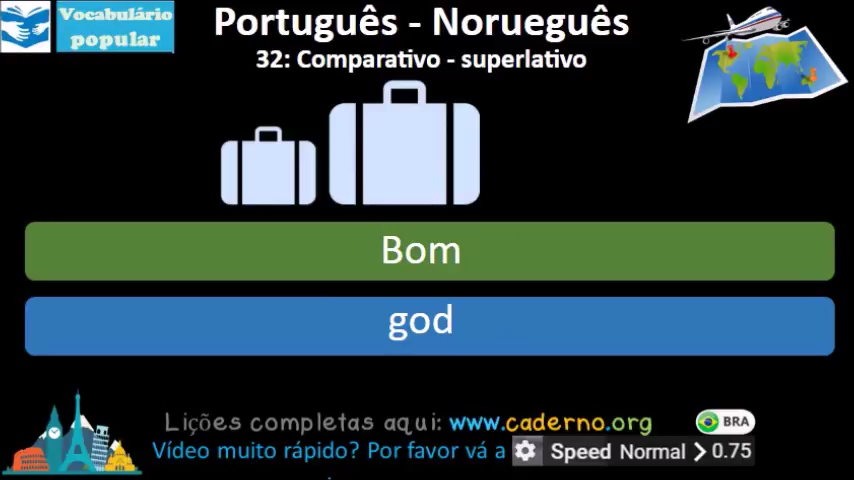 Vocabulário
popular
Português - Norueguês
32: Comparativo - superlativo
Bom
god
Lições completas aqui: www.caderno.org
BRA
Vídeo muito rápido? Por favor vá a Speed Normal > 0.75